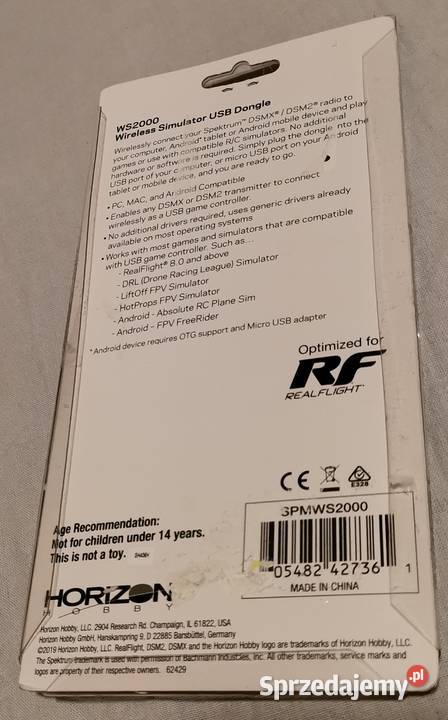 WS2000
Wireless Simulator USB Dongle
Wirelessly connect your Spektrum™ DSMX® / DSM2® radio to
your computer, Android* tablet or Android mobile device and play
games or use with compatible R/C simulators. No additional
hardware or software is required. Simply plug the dongle into the
USB port of your computer, or micro USB port on your Android
tablet or mobile device, and you are ready to go.
• PC, MAC, and Android Compatible
• Enables any DSMX or DSM2 transmitter to connect
wirelessly as a USB game controller.
• No additional drivers required, uses generic drivers already
available on most operating systems
• Works with most games and simulators that are compatible
with USB game controller. Such as...
- RealFlight® 8.0 and above
- DRL (Drone Racing League) Simulator
- LiftOff FPV Simulator
- HotProps FPV Simulator
- Android - Absolute RC Plane Sim
- Android - FPV FreeRider
*Android device requires OTG support and Micro USB adapter
Optimized for
RF
REALFLIGHT
CE
E328
SPMWS2000
05482 42736 1
MADE IN CHINA
Age Recommendation:
Not for children under 14 years.
This is not a toy.
HORIZON
HOBBY
Horizon Hobby, LLC. 2904 Research Rd. Champaign, IL 61822, USA
Horizon Hobby GmbH, Hanskampring 9, D 22885 Barsbüttel, Germany
©2019 Horizon Hobby, LLC. RealFlight, DSM2, DSMX and the Horizon Hobby logo are trademarks of Horizon Hobby, LLC.
The Spektrum trademark is used with permission of Bachmann Industries, Inc. All other trademarks, service marks and
logos are property of their respective owners. 62429
Sprzedajemy.pl